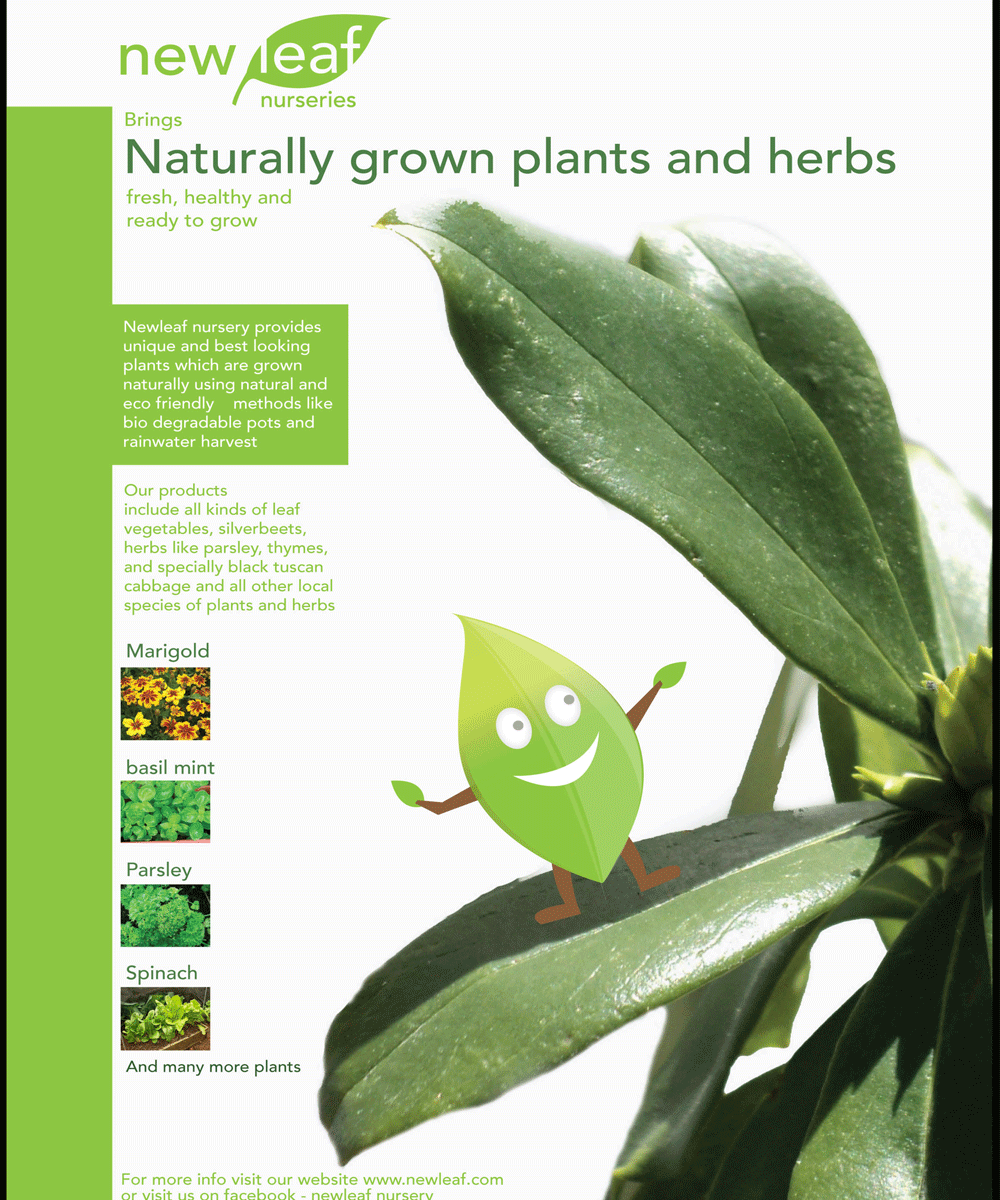 new leaf
nurseries
Brings
Naturally grown plants and herbs
fresh, healthy and
ready to grow
Newleaf nursery provides
unique and best looking
plants which are grown
naturally using natural and
eco friendly methods like
bio degradable pots and
rainwater harvest
Our products
include all kinds of leaf
vegetables, silverbeets,
herbs like parsley, thymes,
and specially black tuscan
cabbage and all other local
species of plants and herbs
Marigold
basil mint
Parsley
Spinach
And many more plants
For more info visit our website www.newleaf.com
or visit us on facebook - newleaf nursery